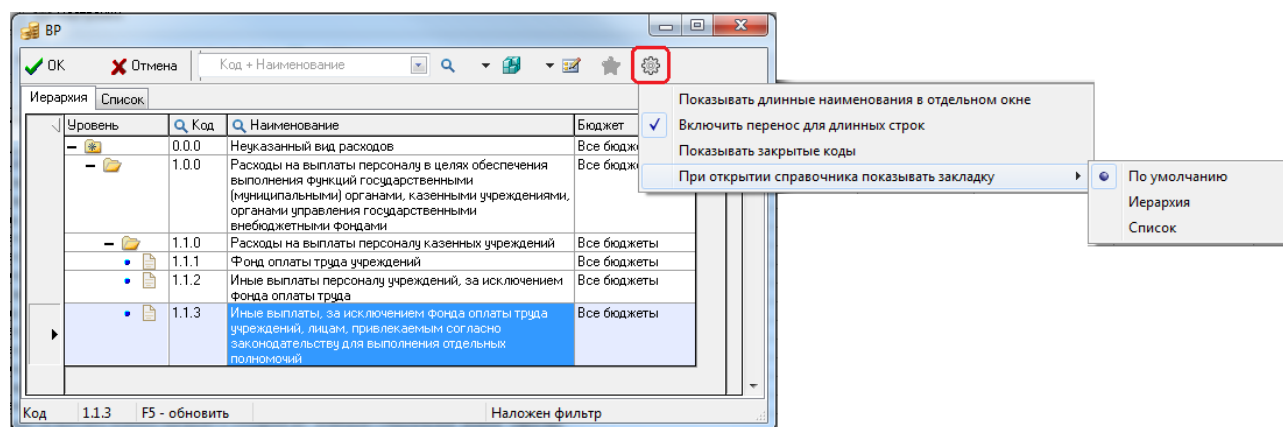 ВР
OK Отмена Код + Наименование
Иерархия Список
Уровень Код Наименование Бюджет
0.0.0 Неуказанный вид расходов Все
1.0.0 Расходы на выплаты персоналу в целях обеспечения Все
выполнения функций государственными
(муниципальными) органами, казенными учреждениями,
органами управления государственными
внебюджетными фондами
1.1.0 Расходы на выплаты персоналу казенных учреждений Все бюджеты
1.1.1 Фонд оплаты труда учреждений Все бюджеты
1.1.2 Иные выплаты персоналу учреждений, за исключением Все бюджеты
фонда оплаты труда
1.1.3 Иные выплаты, за исключением фонда оплаты труда Все бюджеты
учреждений, лицам, привлекаемым согласно
законодательству для выполнения отдельных
полномочий
Код 1.1.3 F5 - обновить Наложен фильтр
Показывать длинные наименования в отдельном окне
Включить перенос для длинных строк
Показывать закрытые коды
При открытии справочника показывать закладку
По умолчанию
Иерархия
Список